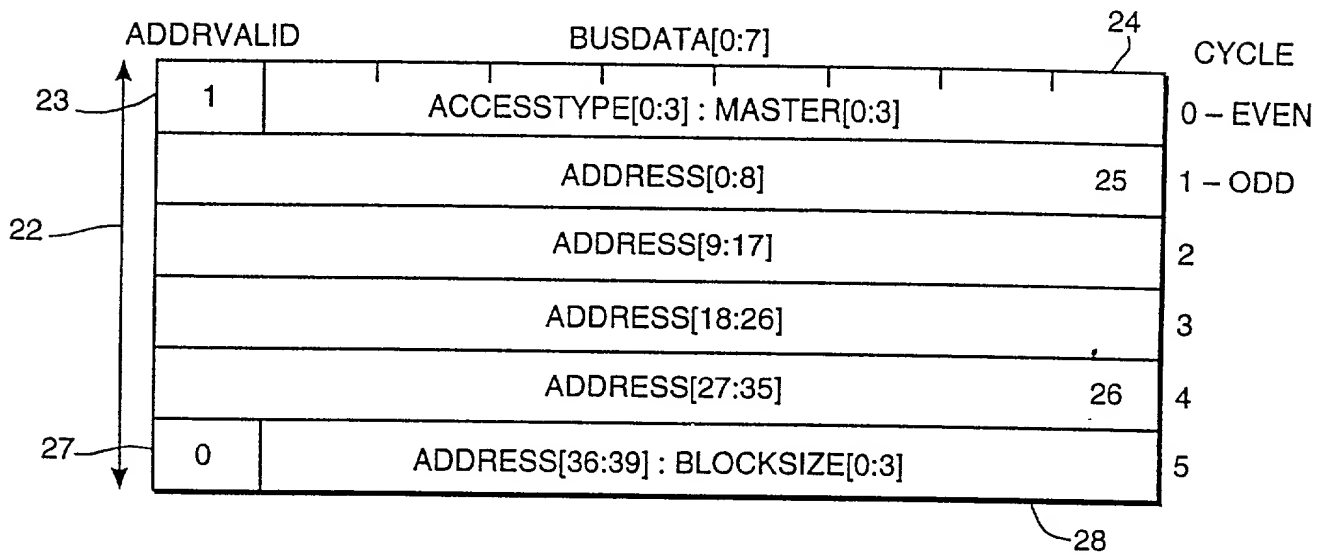 ADDRVALID BUSDATA[0:7] 24 CYCLE
23 1 ACCESSTYPE[0:3] : MASTER[0:3] 0 – EVEN
ADDRESS[0:8] 25 1 – ODD
22 ADDRESS[9:17] 2
ADDRESS[18:26] 3
ADDRESS[27:35] 26 4
27 0 ADDRESS[36:39] : BLOCKSIZE[0:3] 5
28